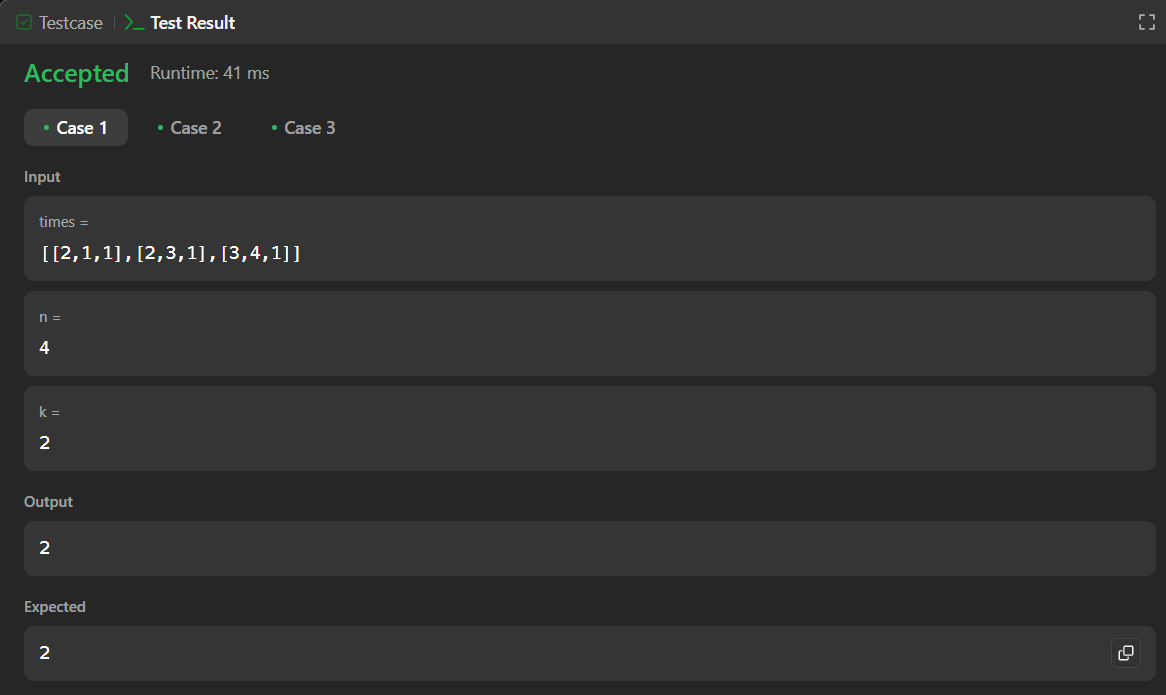 Testcase Test Result
Accepted Runtime: 41 ms
Case 1 Case 2 Case 3
Input
times =
[[2,1,1],[2,3,1],[3,4,1]]
n =
4
k =
2
Output
2
Expected
2